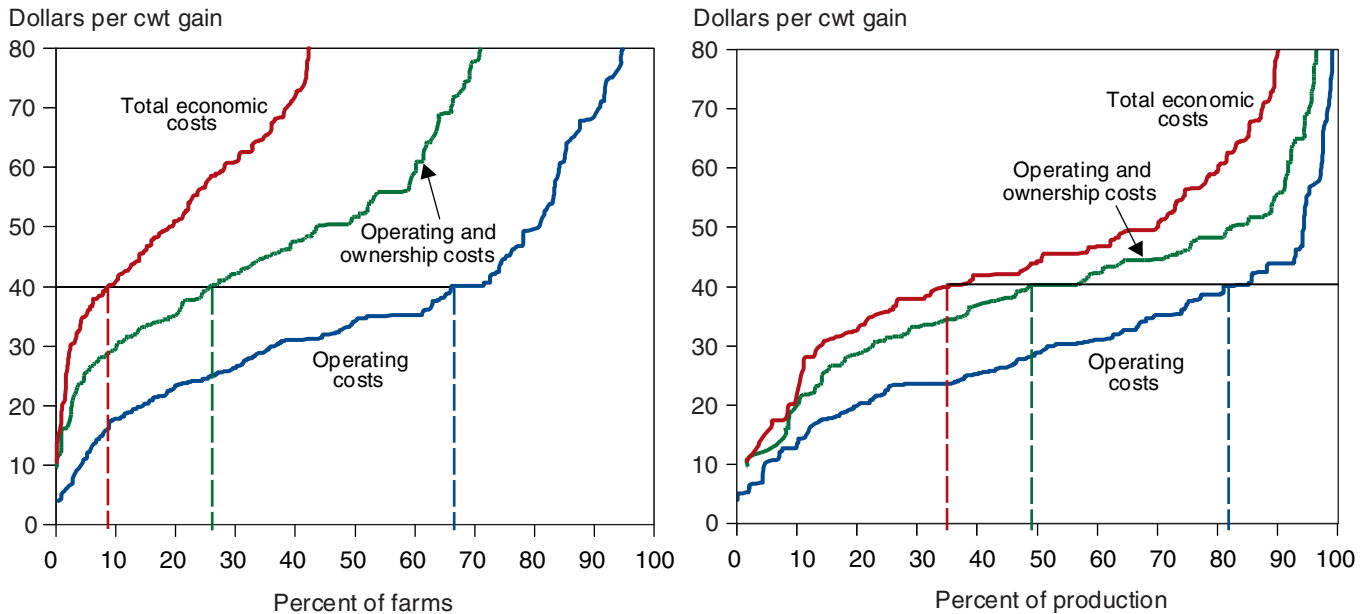 Dollars per cwt gain
80
70
60
50
40
30
20
10
0
Total economic
costs
Operating and
ownership costs
Operating
costs
0 10 20 30 40 50 60 70 80 90 100
Percent of farms
Dollars per cwt gain
80
70
60
50
40
30
20
10
0
Total economic
costs
Operating and
ownership costs
Operating
costs
0 10 20 30 40 50 60 70 80 90 100
Percent of production